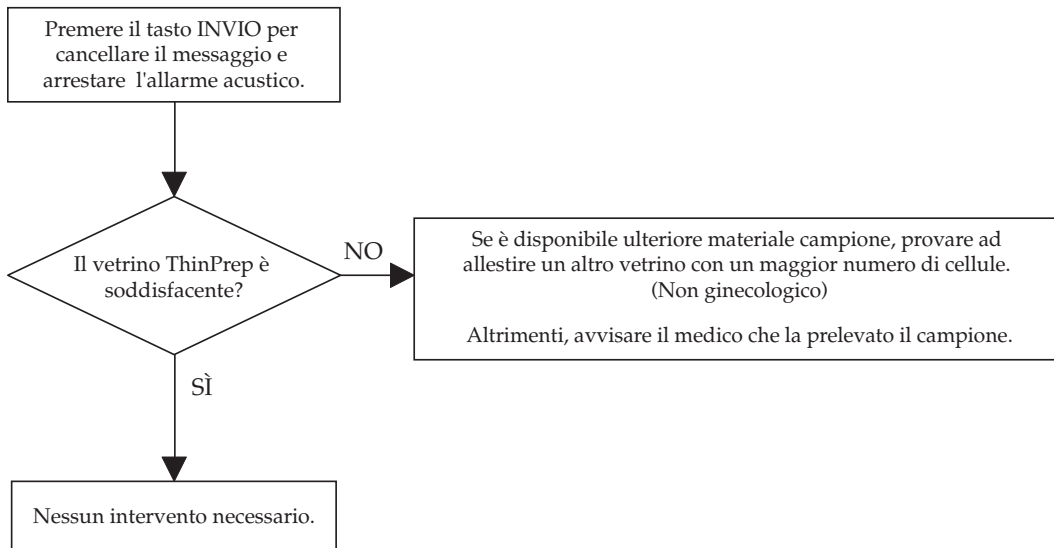 Premere il tasto INVIO per
cancellare il messaggio e
arrestare l'allarme acustico.
Il vetrino ThinPrep è
soddisfacente?
NO
Se è disponibile ulteriore materiale campione, provare ad
allestire un altro vetrino con un maggior numero di cellule.
(Non ginecologico)
Altrimenti, avvisare il medico che la prelevato il campione.
SÌ
Nessun intervento necessario.